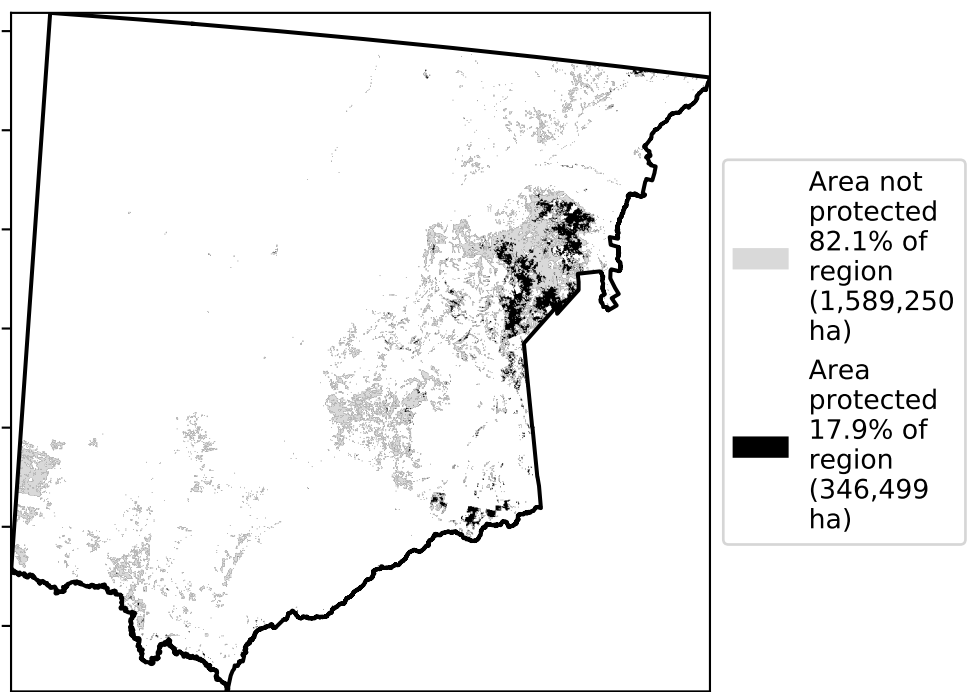 Area not
protected
82.1% of
region
(1,589,250
ha)
Area
protected
17.9% of
region
(346,499
ha)